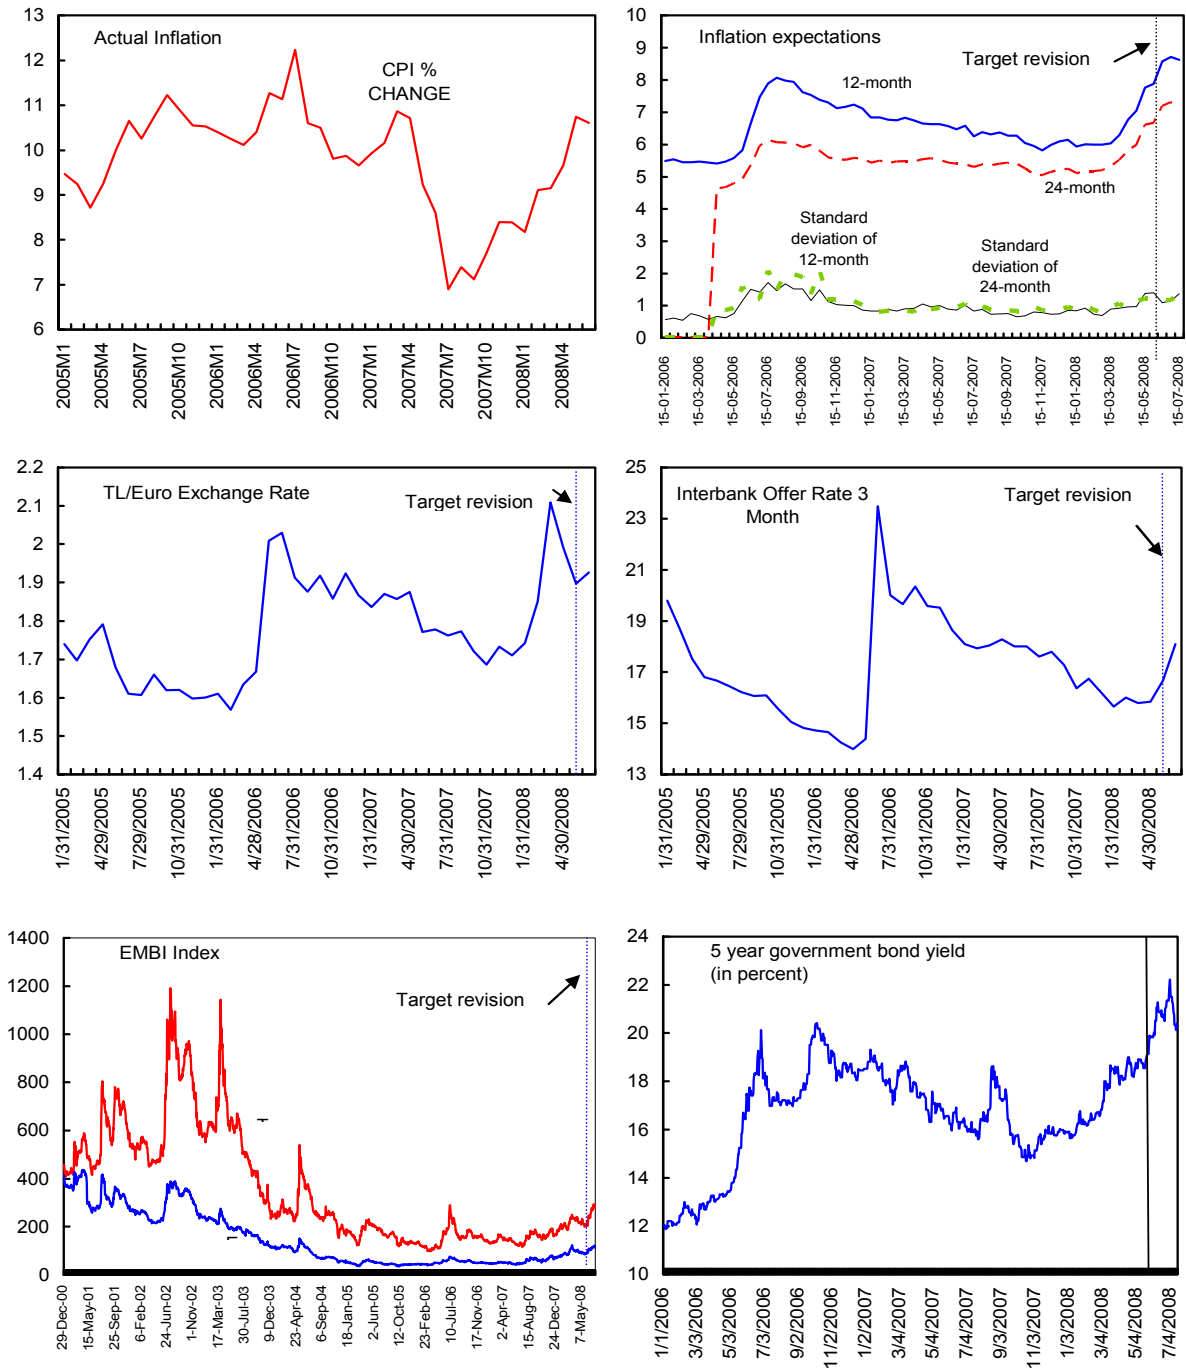 Actual Inflation
CPI %
CHANGE
13
12
11
10
9
8
7
6
2005M1
2005M4
2005M7
2005M10
2006M1
2006M4
2006M7
2006M10
2007M1
2007M4
2007M7
2007M10
2008M1
2008M4
Inflation expectations
Target revision
12-month
24-month
Standard
deviation of
12-month
Standard
deviation of
24-month
10
9
8
7
6
5
4
3
2
1
0
15-01-2006
15-03-2006
15-05-2006
15-07-2006
15-09-2006
15-11-2006
15-01-2007
15-03-2007
15-05-2007
15-07-2007
15-09-2007
15-11-2007
15-01-2008
15-03-2008
15-05-2008
15-07-2008
TL/Euro Exchange Rate
Target revision
2.2
2.1
2
1.9
1.8
1.7
1.6
1.5
1.4
1/31/2005
4/29/2005
7/29/2005
10/31/2005
1/31/2006
4/28/2006
7/31/2006
10/31/2006
1/31/2007
4/30/2007
7/31/2007
10/31/2007
1/31/2008
4/30/2008
Interbank Offer Rate 3
Month
Target revision
25
23
21
19
17
15
13
1/31/2005
4/29/2005
7/29/2005
10/31/2005
1/31/2006
4/28/2006
7/31/2006
10/31/2006
1/31/2007
4/30/2007
7/31/2007
10/31/2007
1/31/2008
4/30/2008
EMBI Index
Target revision
1400
1200
1000
800
600
400
200
0
29-Dec-00
15-May-01
25-Sep-01
6-Feb-02
24-Jun-02
1-Nov-02
17-Mar-03
30-Jul-03
9-Dec-03
23-Apr-04
6-Sep-04
18-Jan-05
2-Jun-05
12-Oct-05
23-Feb-06
10-Jul-06
17-Nov-06
2-Apr-07
15-Aug-07
24-Dec-07
7-May-08
5 year government bond yield
(in percent)
24
22
20
18
16
14
12
10
1/1/2006
3/3/2006
5/3/2006
7/3/2006
9/2/2006
11/2/2006
1/2/2007
3/4/2007
5/4/2007
7/4/2007
9/3/2007
11/3/2007
1/3/2008
3/4/2008
5/4/2008
7/4/2008